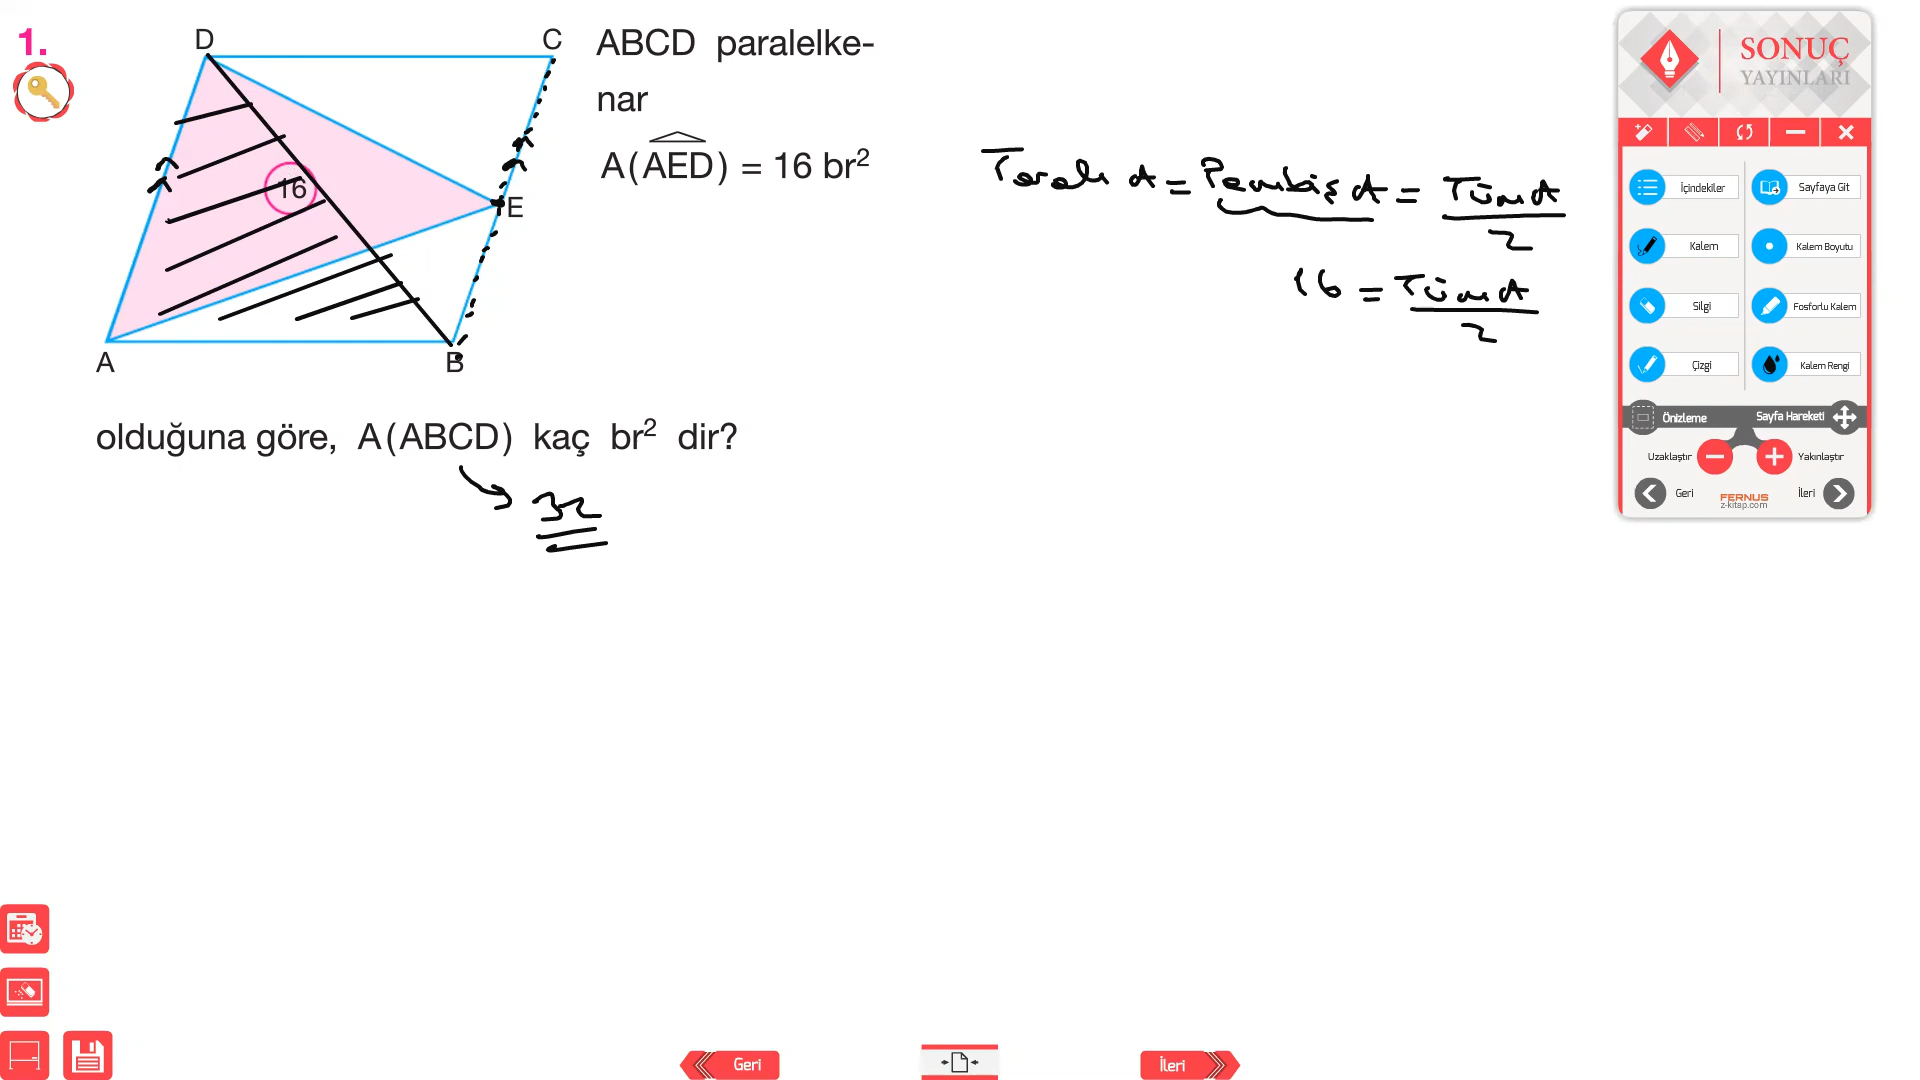 1.
D
C
ABCD paralelke-
nar
A(AED) = 16 br²
16
E
A
B
olduğuna göre, A(ABCD) kaç br² dir?
32
Taralı A = Pembiş A = Tüm A
2
16 = Tüm A
2
SONUÇ
YAYINLARI
İçindekiler
Sayfaya Git
Kalem
Kalem Boyutu
Silgi
Fosforlu Kalem
Çizgi
Kalem Rengi
Önizleme
Sayfa Hareketi
Uzaklaştır
Yakınlaştır
Geri
FERNUS
z-kitap.com
İleri
Geri
İleri